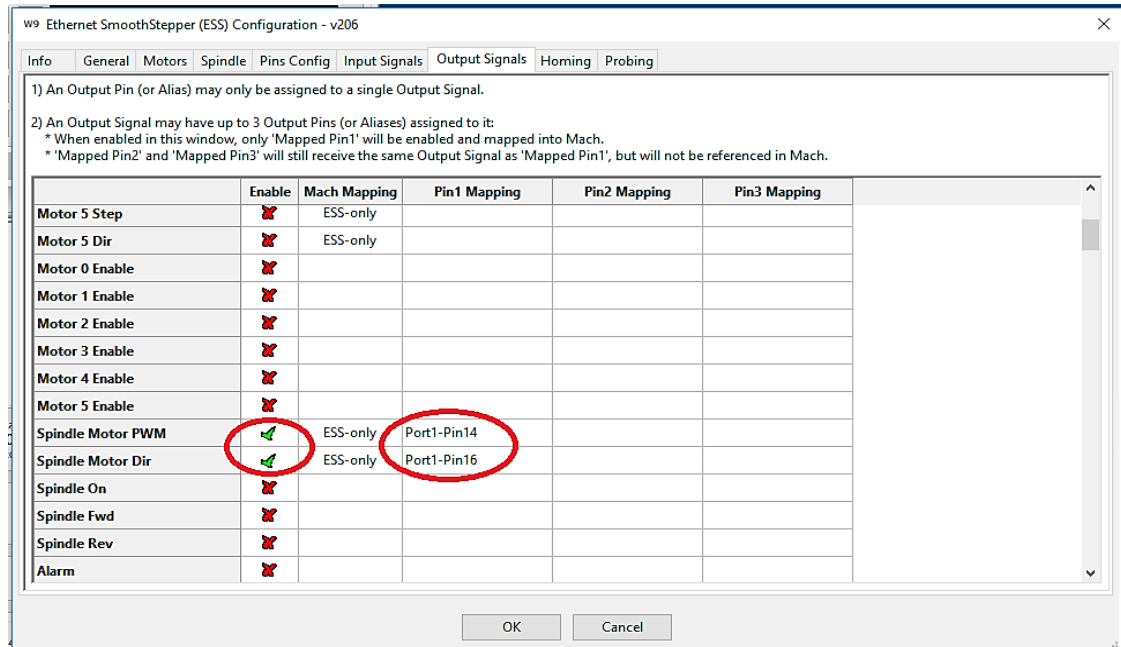 W9 Ethernet SmoothStepper (ESS) Configuration - v206
Info General Motors Spindle Pins Config Input Signals Output Signals Homing Probing
1) An Output Pin (or Alias) may only be assigned to a single Output Signal.
2) An Output Signal may have up to 3 Output Pins (or Aliases) assigned to it:
* When enabled in this window, only 'Mapped Pin1' will be enabled and mapped into Mach.
* 'Mapped Pin2' and 'Mapped Pin3' will still receive the same Output Signal as 'Mapped Pin1', but will not be referenced in Mach.
Enable Mach Mapping Pin1 Mapping Pin2 Mapping Pin3 Mapping
Motor 5 Step ESS-only
Motor 5 Dir ESS-only
Motor 0 Enable
Motor 1 Enable
Motor 2 Enable
Motor 3 Enable
Motor 4 Enable
Motor 5 Enable
Spindle Motor PWM ESS-only Port1-Pin14
Spindle Motor Dir ESS-only Port1-Pin16
Spindle On
Spindle Fwd
Spindle Rev
Alarm
OK Cancel